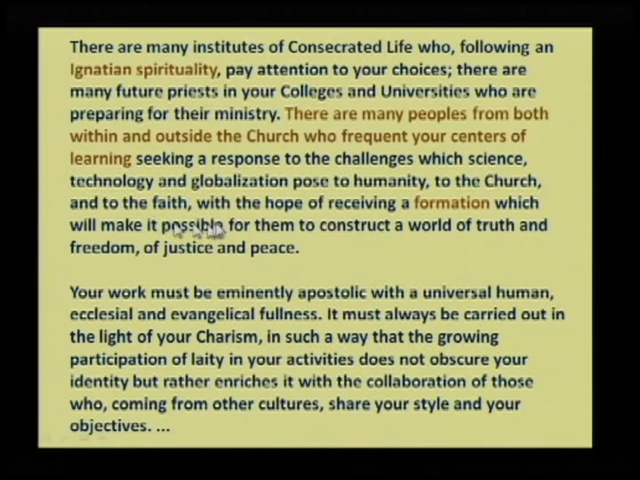 There are many institutes of Consecrated Life who, following an
Ignatian spirituality, pay attention to your choices; there are
many future priests in your Colleges and Universities who are
preparing for their ministry. There are many peoples from both
within and outside the Church who frequent your centers of
learning seeking a response to the challenges which science,
technology and globalization pose to humanity, to the Church,
and to the faith, with the hope of receiving a formation which
will make it possible for them to construct a world of truth and
freedom, of justice and peace.
Your work must be eminently apostolic with a universal human,
ecclesial and evangelical fullness. It must always be carried out in
the light of your Charism, in such a way that the growing
participation of laity in your activities does not obscure your
identity but rather enriches it with the collaboration of those
who, coming from other cultures, share your style and your
objectives. ...